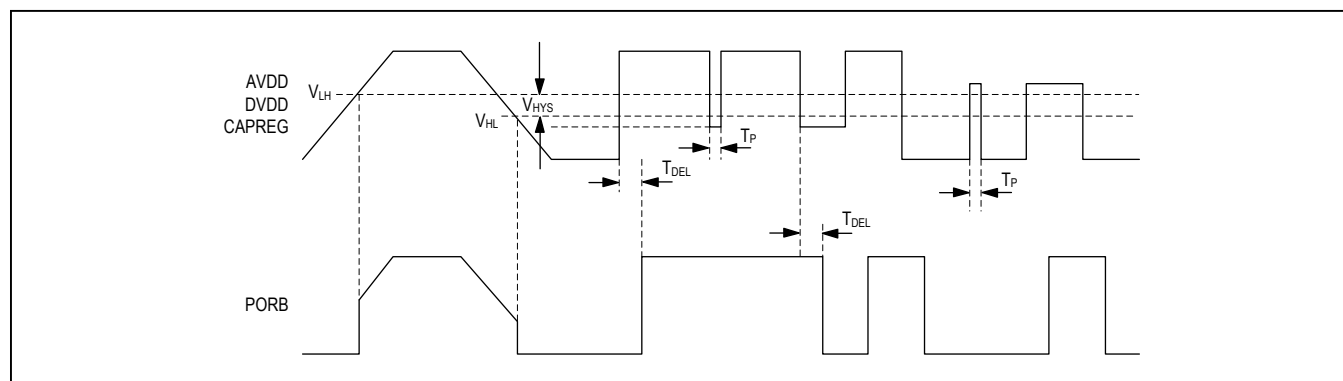 AVDD
DVDD
CAPREG
VLH
VHYS
VHL
TP
TDEL
TP
TDEL
PORB